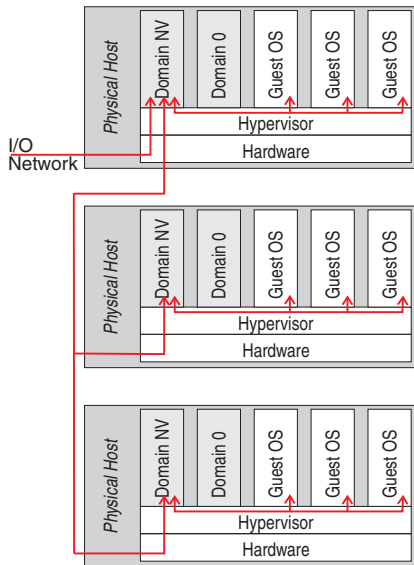 Physical Host
Domain NV
Domain 0
Guest OS
Guest OS
Guest OS
Hypervisor
Hardware
I/O
Network
Physical Host
Domain NV
Domain 0
Guest OS
Guest OS
Guest OS
Hypervisor
Hardware
Physical Host
Domain NV
Domain 0
Guest OS
Guest OS
Guest OS
Hypervisor
Hardware